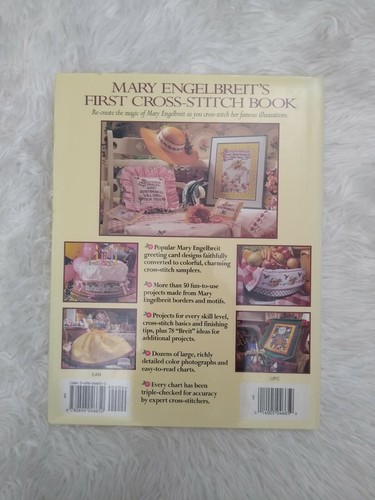 MARY ENGELBREIT'S
FIRST CROSS-STITCH BOOK
Re-create the magic of Mary Engelbreit as you cross-stitch her famous illustrations.
Popular Mary Engelbreit
greeting card designs faithfully
converted to colorful, charming
cross-stitch samplers.
More than 50 fun-to-use
projects made from Mary
Engelbreit borders and motifs.
Projects for every skill level,
cross-stitch basics and finishing
tips, plus 78 "Breit" ideas for
additional projects.
Dozens of large, richly
detailed color photographs
and easy-to-read charts.
Every chart has been
triple-checked for accuracy
by expert cross-stitchers.
EAN
UPC